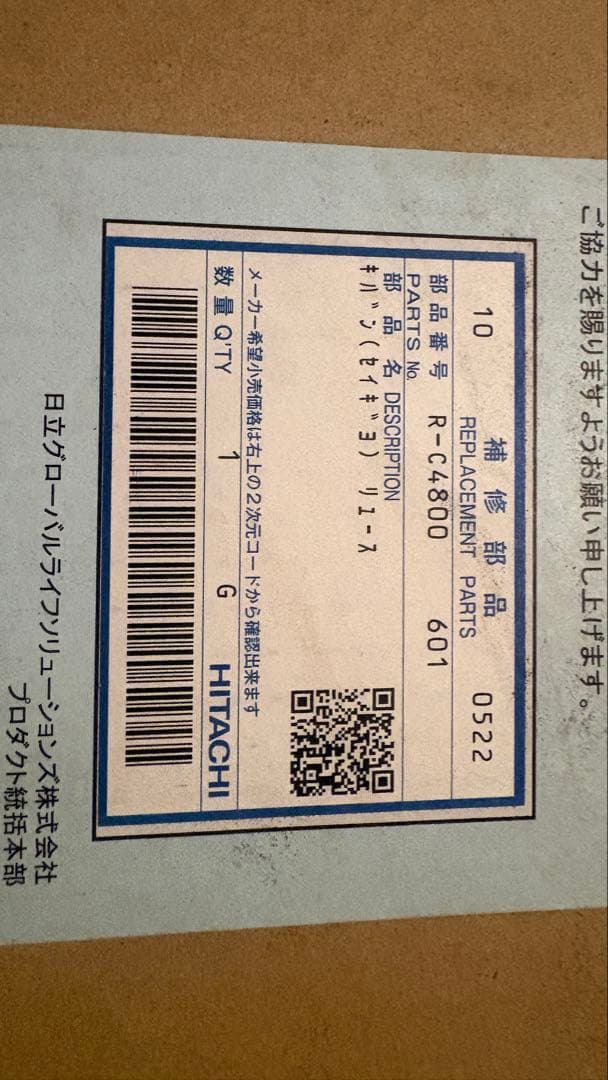 ご協力を賜りますようお願い申し上げます。
補修部品
10 REPLACEMENT PARTS 0522
部品番号
PARTS No. R-C4800 601
部品名 DESCRIPTION
ｷﾊﾞﾝ(ｾｲｷﾞﾖ) ﾘﾕｰｽ
メーカー希望小売価格は右上の2次元コードから確認出来ます
数量 Q'TY 1 G HITACHI
日立グローバルライフソリューションズ株式会社
プロダクト統括本部